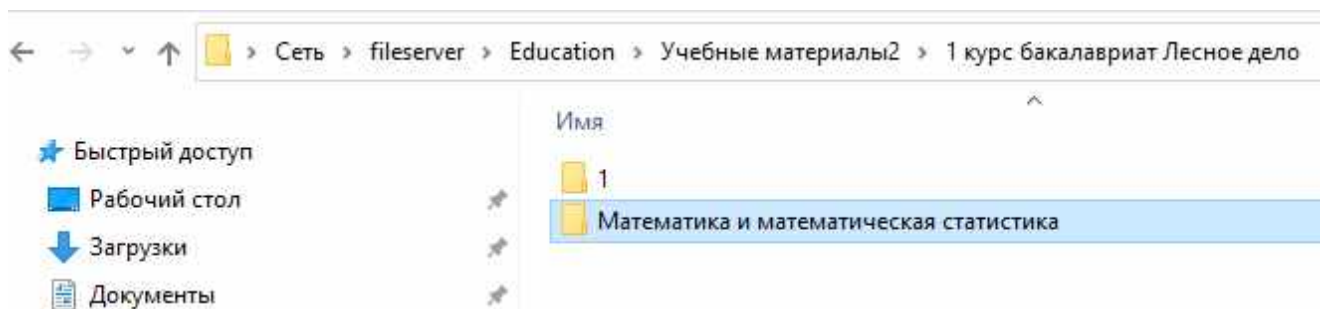 Сеть > fileserver > Education > Учебные материалы2 > 1 курс бакалавриат Лесное дело
Имя
Быстрый доступ
1
Рабочий стол
Математика и математическая статистика
Загрузки
Документы